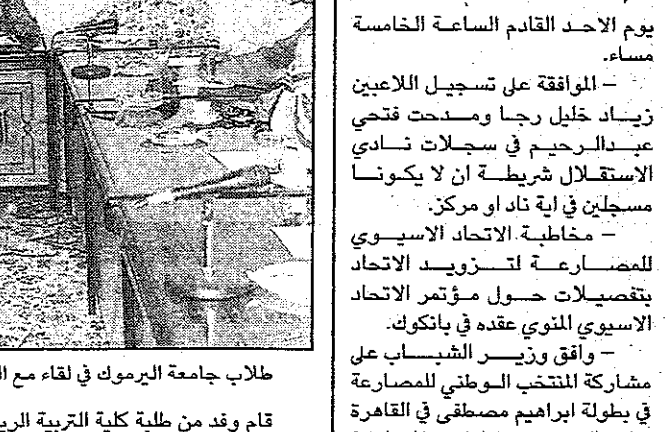 يوم الاحد القادم الساعة الخامسة
مساء.
– الموافقة على تسجيل اللاعبين
زياد خليل رجا ومدحت فتحي
عبدالرحيم في سجلات نادي
الاستقلال شريطة ان لا يكونا
مسجلين في اية ناد او مركز.
– مخاطبة الاتحاد الاسيوي
للمصارعة لتزويد الاتحاد
بتفصيلات حول مؤتمر الاتحاد
الاسيوي المنوي عقده في بانكوك.
– وافق وزير الشباب على
مشاركة المنتخب الوطني للمصارعة
في بطولة ابراهيم مصطفى في القاهرة
طلاب جامعة اليرموك في لقاء مع
قام وفد من طلبة كلية التربية